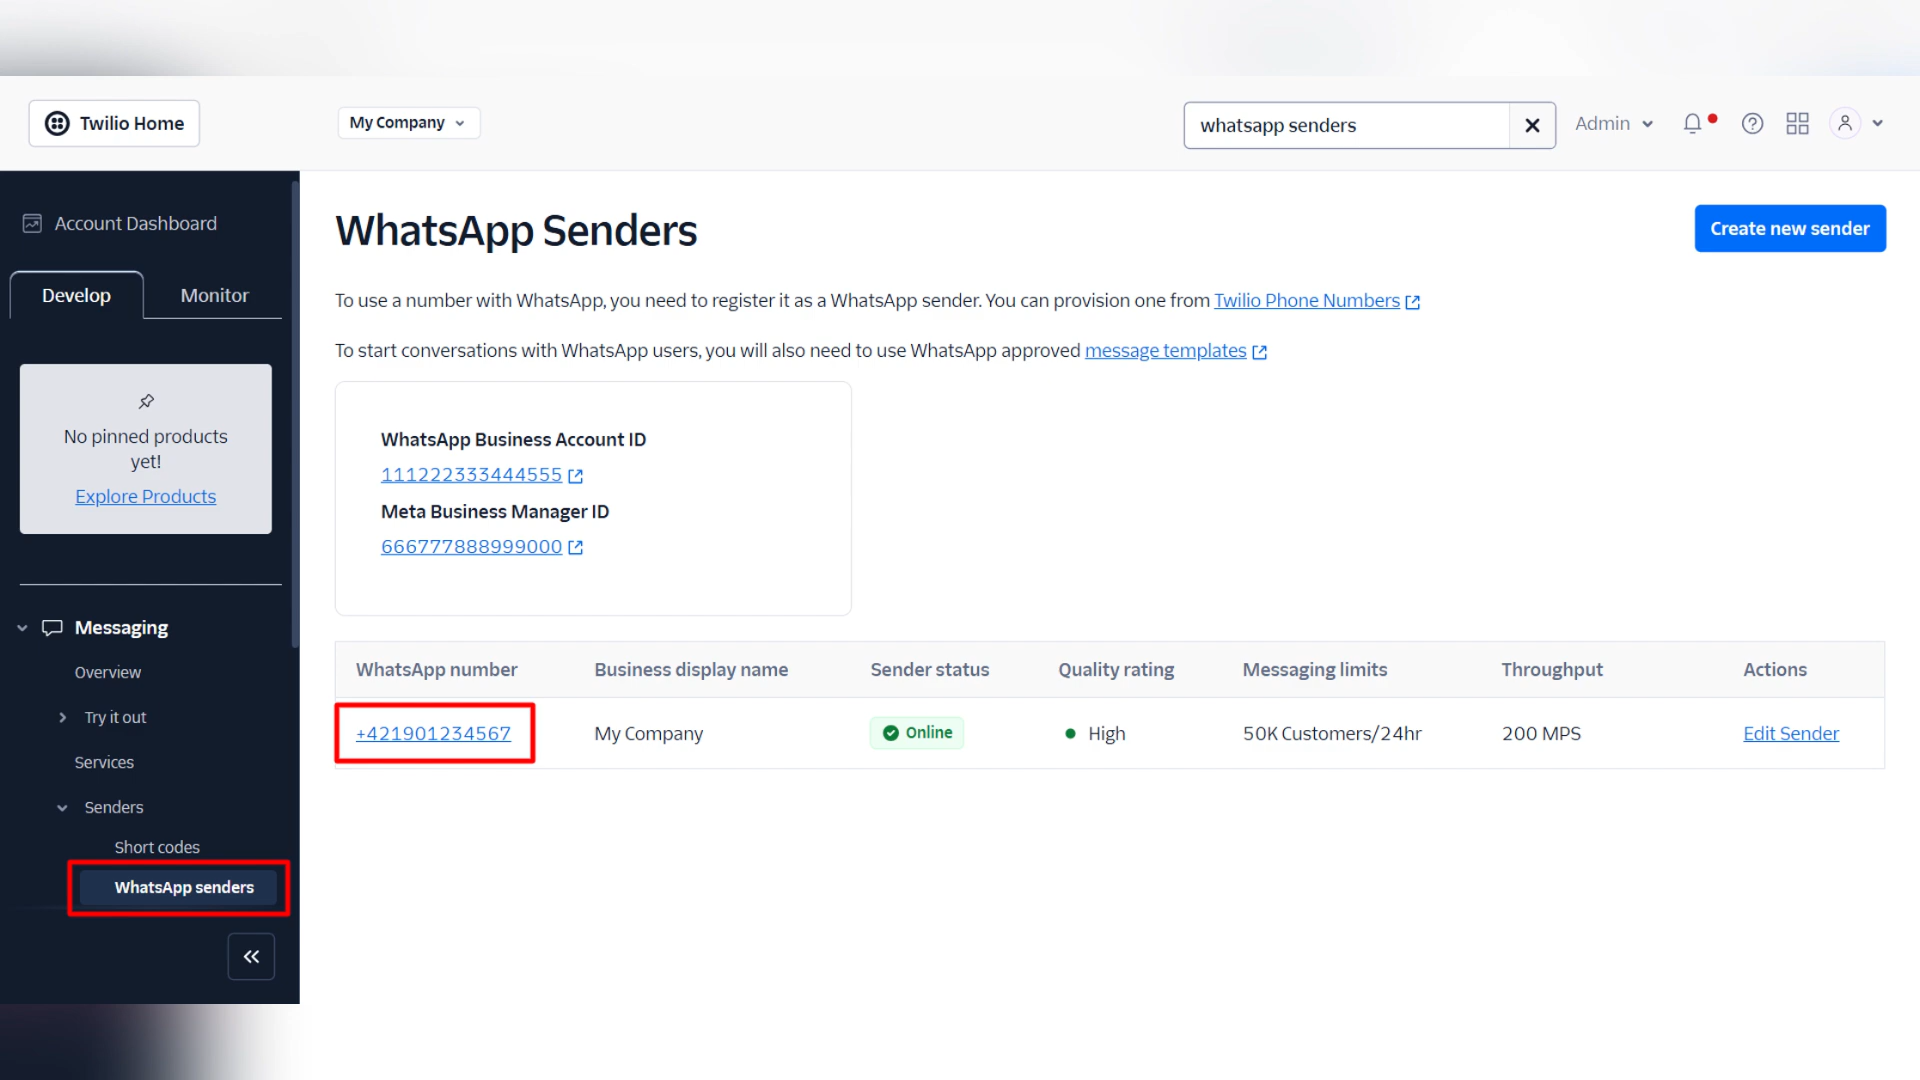 Twilio Home
My Company
whatsapp senders
Admin
Account Dashboard
Develop
Monitor
No pinned products
yet!
Explore Products
Messaging
Overview
Try it out
Services
Senders
Short codes
WhatsApp senders
WhatsApp Senders
Create new sender
To use a number with WhatsApp, you need to register it as a WhatsApp sender. You can provision one from Twilio Phone Numbers
To start conversations with WhatsApp users, you will also need to use WhatsApp approved message templates
WhatsApp Business Account ID
111222333444555
Meta Business Manager ID
666777888999000
WhatsApp number Business display name Sender status Quality rating Messaging limits Throughput Actions
+421901234567 My Company Online High 50K Customers/24hr 200 MPS Edit Sender